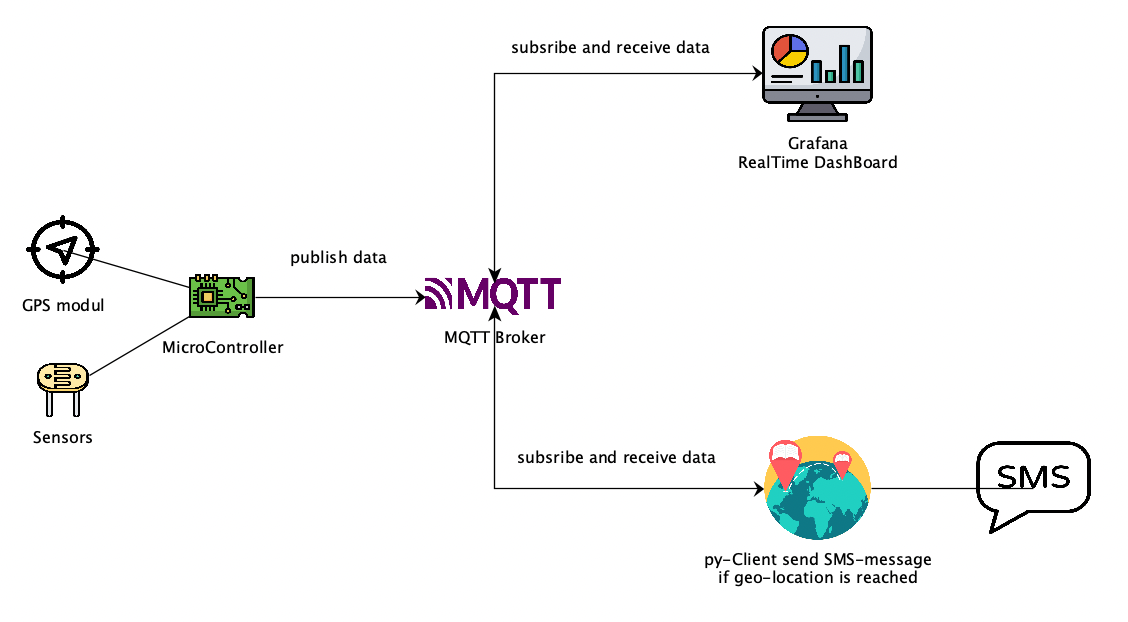 subsribe and receive data
Grafana
RealTime DashBoard
GPS modul
publish data
MicroController
MQTT
MQTT Broker
Sensors
subsribe and receive data
SMS
py-Client send SMS-message
if geo-location is reached